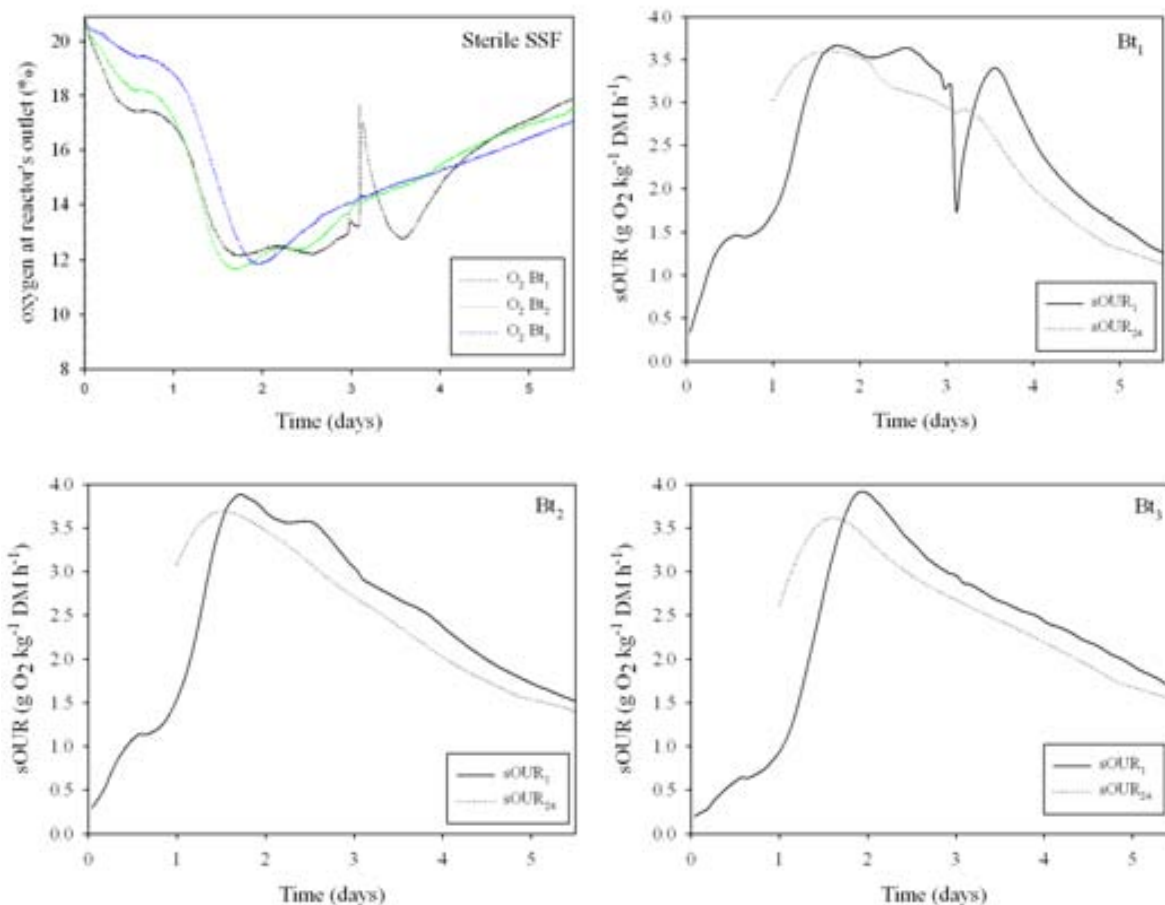 Sterile SSF
oxygen at reactor's outlet (%)
20
18
16
14
12
10
8
0 1 2 3 4 5
Time (days)
O2 Bt1
O2 Bt2
O2 Bt3
Bt1
sOUR (g O2 kg-1 DM h-1)
4.0
3.5
3.0
2.5
2.0
1.5
1.0
0.5
0.0
0 1 2 3 4 5
Time (days)
sOUR1
sOUR24
Bt2
sOUR (g O2 kg-1 DM h-1)
4.0
3.5
3.0
2.5
2.0
1.5
1.0
0.5
0.0
0 1 2 3 4 5
Time (days)
sOUR1
sOUR24
Bt3
sOUR (g O2 kg-1 DM h-1)
4.0
3.5
3.0
2.5
2.0
1.5
1.0
0.5
0.0
0 1 2 3 4 5
Time (days)
sOUR1
sOUR24